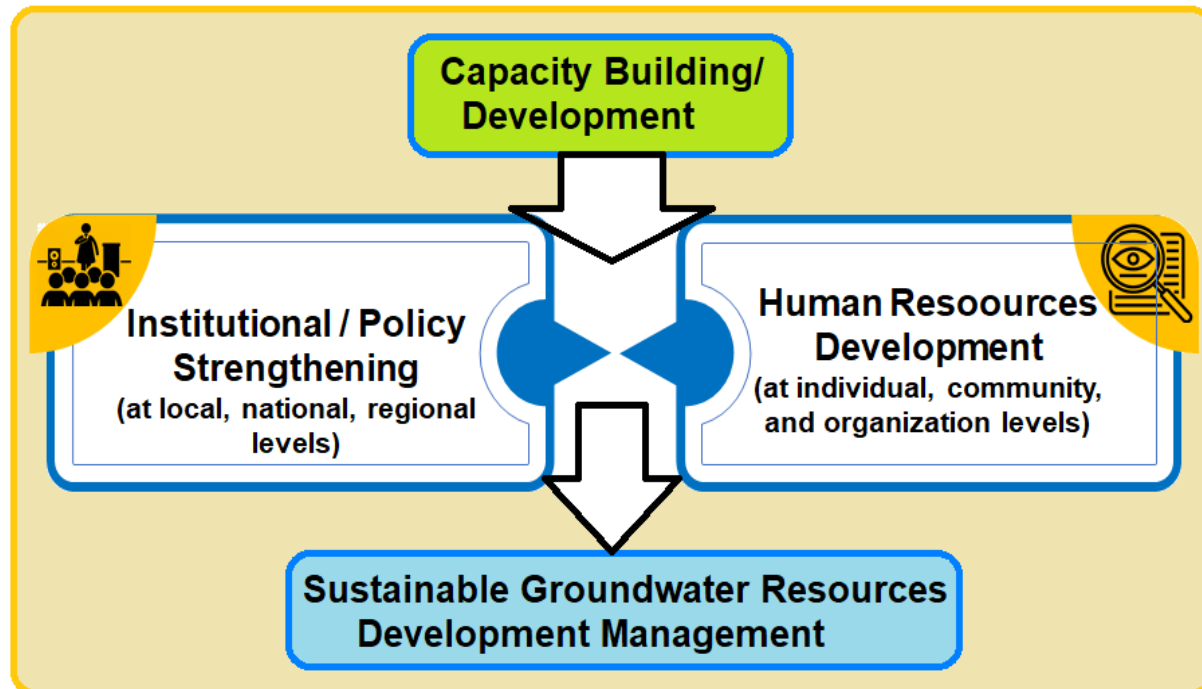 Capacity Building/
Development
Institutional / Policy
Strengthening
(at local, national, regional
levels)
Human Resoources
Development
(at individual, community,
and organization levels)
Sustainable Groundwater Resources
Development Management